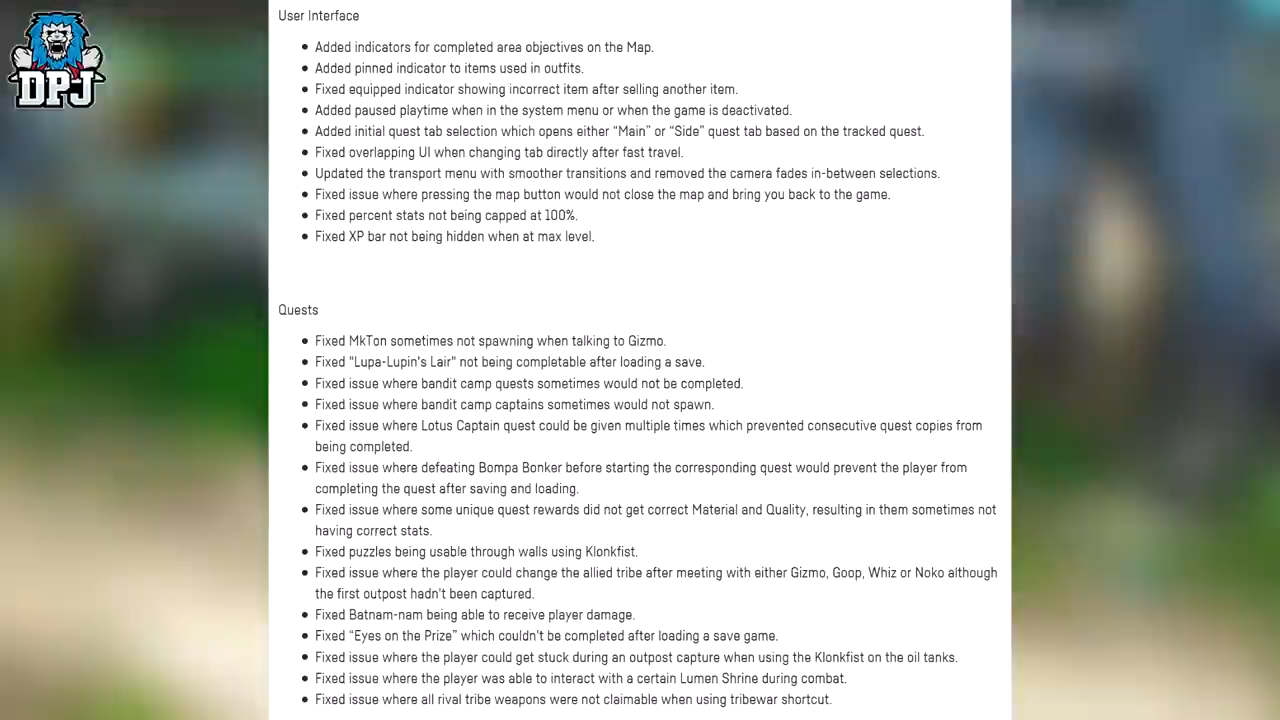 DPJ
User Interface
• Added indicators for completed area objectives on the Map.
• Added pinned indicator to items used in outfits.
• Fixed equipped indicator showing incorrect item after selling another item.
• Added paused playtime when in the system menu or when the game is deactivated.
• Added initial quest tab selection which opens either “Main” or “Side” quest tab based on the tracked quest.
• Fixed overlapping UI when changing tab directly after fast travel.
• Updated the transport menu with smoother transitions and removed the camera fades in-between selections.
• Fixed issue where pressing the map button would not close the map and bring you back to the game.
• Fixed percent stats not being capped at 100%.
• Fixed XP bar not being hidden when at max level.
Quests
• Fixed MkTon sometimes not spawning when talking to Gizmo.
• Fixed "Lupa-Lupin's Lair" not being completable after loading a save.
• Fixed issue where bandit camp quests sometimes would not be completed.
• Fixed issue where bandit camp captains sometimes would not spawn.
• Fixed issue where Lotus Captain quest could be given multiple times which prevented consecutive quest copies from
being completed.
• Fixed issue where defeating Bompa Bonker before starting the corresponding quest would prevent the player from
completing the quest after saving and loading.
• Fixed issue where some unique quest rewards did not get correct Material and Quality, resulting in them sometimes not
having correct stats.
• Fixed puzzles being usable through walls using Klonkfist.
• Fixed issue where the player could change the allied tribe after meeting with either Gizmo, Goop, Whiz or Noko although
the first outpost hadn't been captured.
• Fixed Batnam-nam being able to receive player damage.
• Fixed “Eyes on the Prize” which couldn't be completed after loading a save game.
• Fixed issue where the player could get stuck during an outpost capture when using the Klonkfist on the oil tanks.
• Fixed issue where the player was able to interact with a certain Lumen Shrine during combat.
• Fixed issue where all rival tribe weapons were not claimable when using tribewar shortcut.